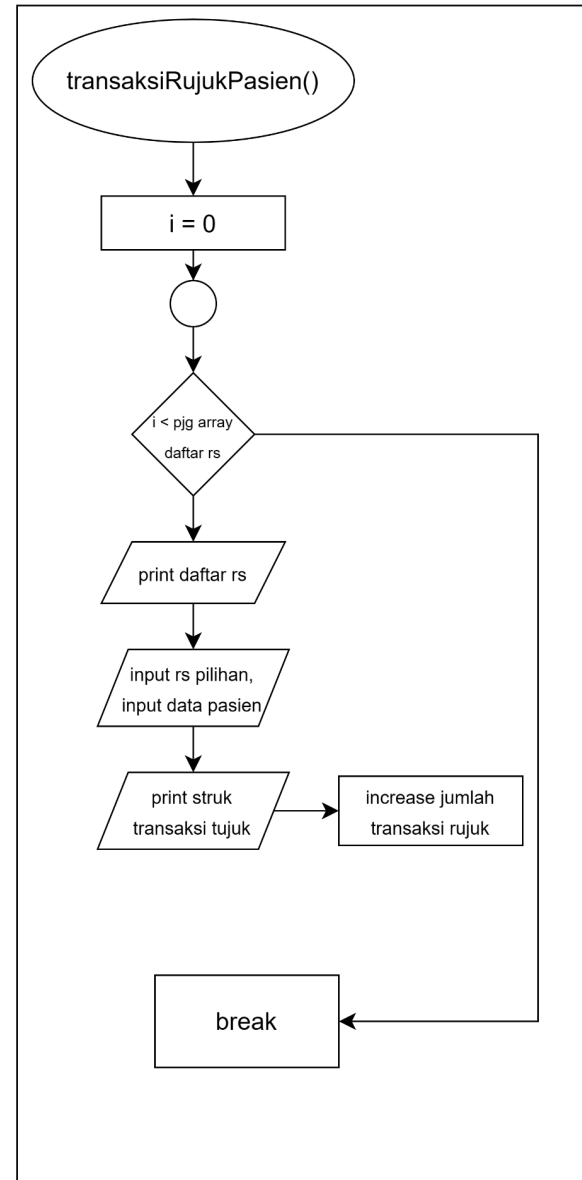 transaksiRujukPasien()
i = 0
i < pjg array
daftar rs
print daftar rs
input rs pilihan,
input data pasien
print struk
transaksi tujuk
increase jumlah
transaksi rujuk
break